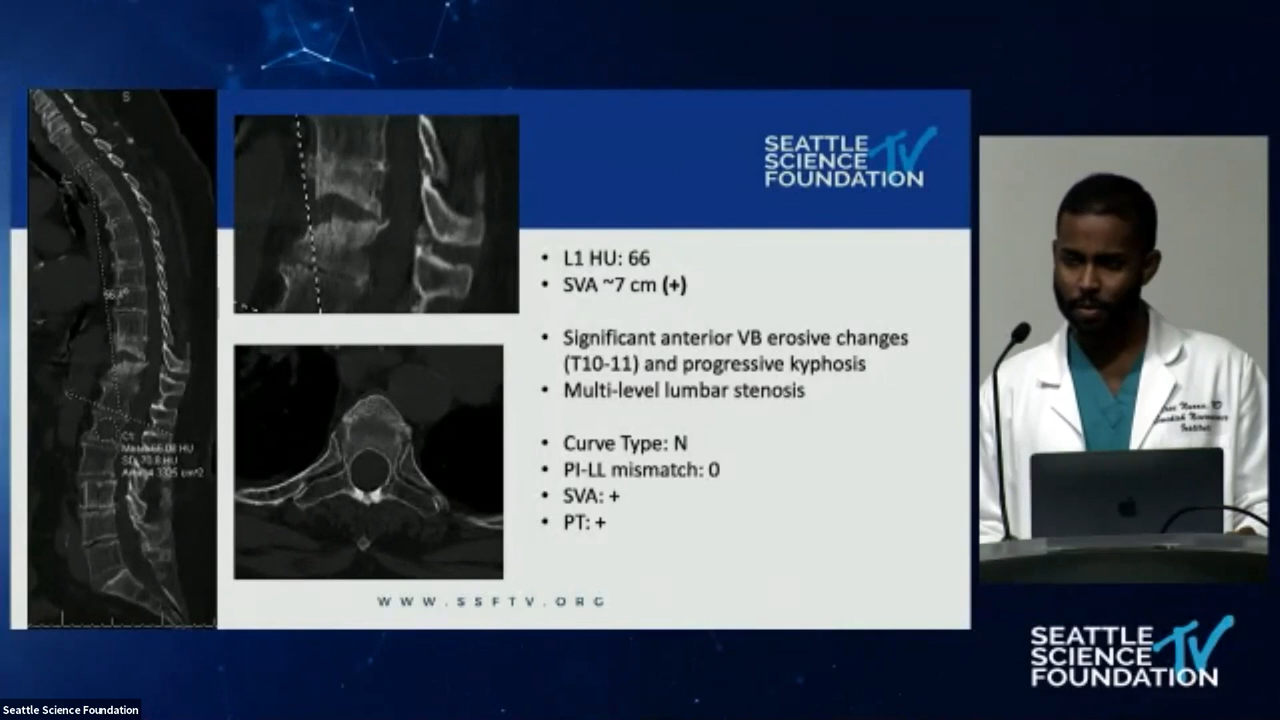 S
SEATTLE
SCIENCE TV
FOUNDATION
• L1 HU: 66
• SVA ~7 cm (+)
• Significant anterior VB erosive changes
(T10-11) and progressive kyphosis
• Multi-level lumbar stenosis
• Curve Type: N
• PI-LL mismatch: 0
• SVA: +
• PT: +
WWW.SSFTV.ORG
SEATTLE
SCIENCE TV
FOUNDATION
Seattle Science Foundation